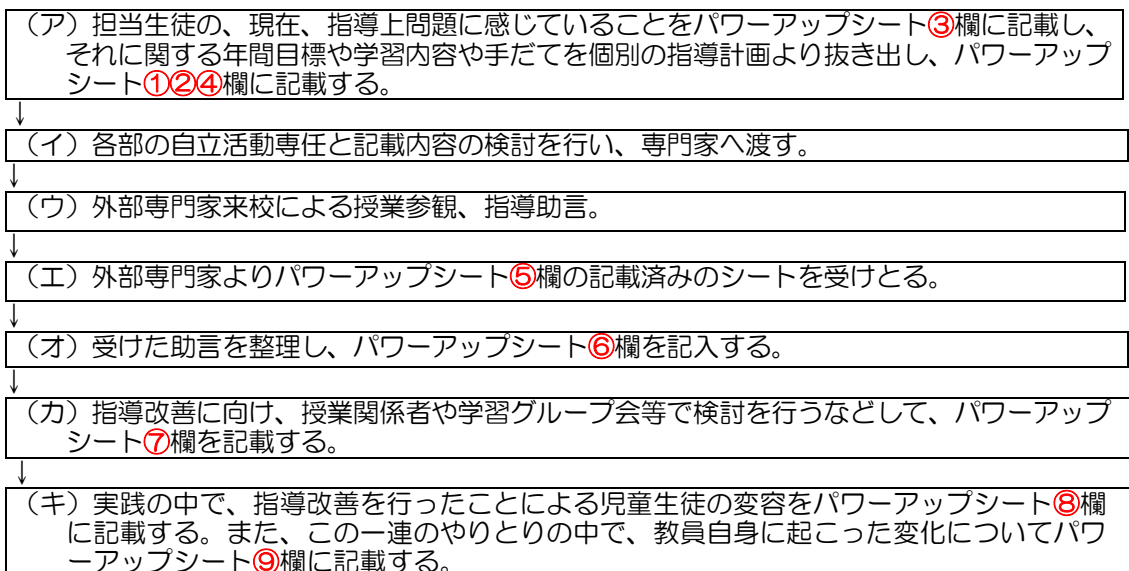 （ア）担当生徒の、現在、指導上問題に感じていることをパワーアップシート③欄に記載し、
それに関する年間目標や学習内容や手だてを個別の指導計画より抜き出し、パワーアップ
シート①②④欄に記載する。
↓
（イ）各部の自立活動専任と記載内容の検討を行い、専門家へ渡す。
↓
（ウ）外部専門家来校による授業参観、指導助言。
↓
（エ）外部専門家よりパワーアップシート⑤欄の記載済みのシートを受けとる。
↓
（オ）受けた助言を整理し、パワーアップシート⑥欄を記入する。
↓
（カ）指導改善に向け、授業関係者や学習グループ会等で検討を行うなどして、パワーアップ
シート⑦欄を記載する。
↓
（キ）実践の中で、指導改善を行ったことによる児童生徒の変容をパワーアップシート⑧欄
に記載する。また、この一連のやりとりの中で、教員自身に起こった変化についてパワ
ーアップシート⑨欄に記載する。